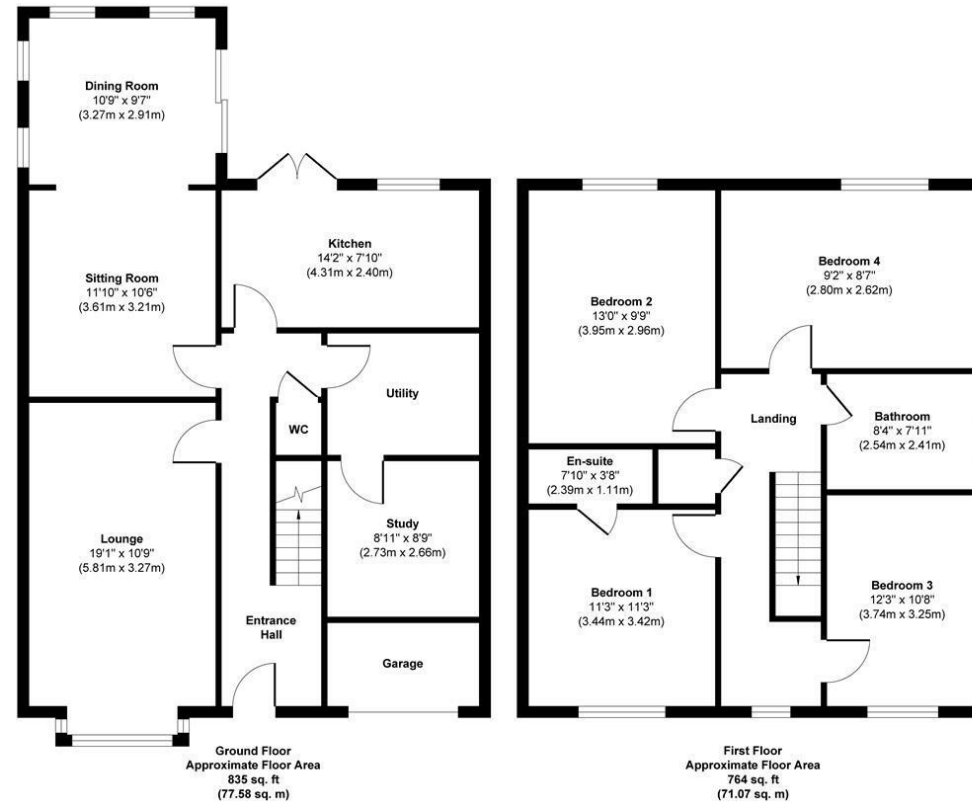 Dining Room
10'9" x 9'7"
(3.27m x 2.91m)
Kitchen
14'2" x 7'10"
(4.31m x 2.40m)
Sitting Room
11'10" x 10'6"
(3.61m x 3.21m)
Utility
WC
Lounge
19'1" x 10'9"
(5.81m x 3.27m)
Study
8'11" x 8'9"
(2.73m x 2.66m)
Entrance
Hall
Garage
Ground Floor
Approximate Floor Area
835 sq. ft
(77.58 sq. m)
Bedroom 2
13'0" x 9'9"
(3.95m x 2.96m)
Bedroom 4
9'2" x 8'7"
(2.80m x 2.62m)
Landing
Bathroom
8'4" x 7'11"
(2.54m x 2.41m)
En-suite
7'10" x 3'8"
(2.39m x 1.11m)
Bedroom 1
11'3" x 11'3"
(3.44m x 3.42m)
Bedroom 3
12'3" x 10'8"
(3.74m x 3.25m)
First Floor
Approximate Floor Area
764 sq. ft
(71.07 sq. m)